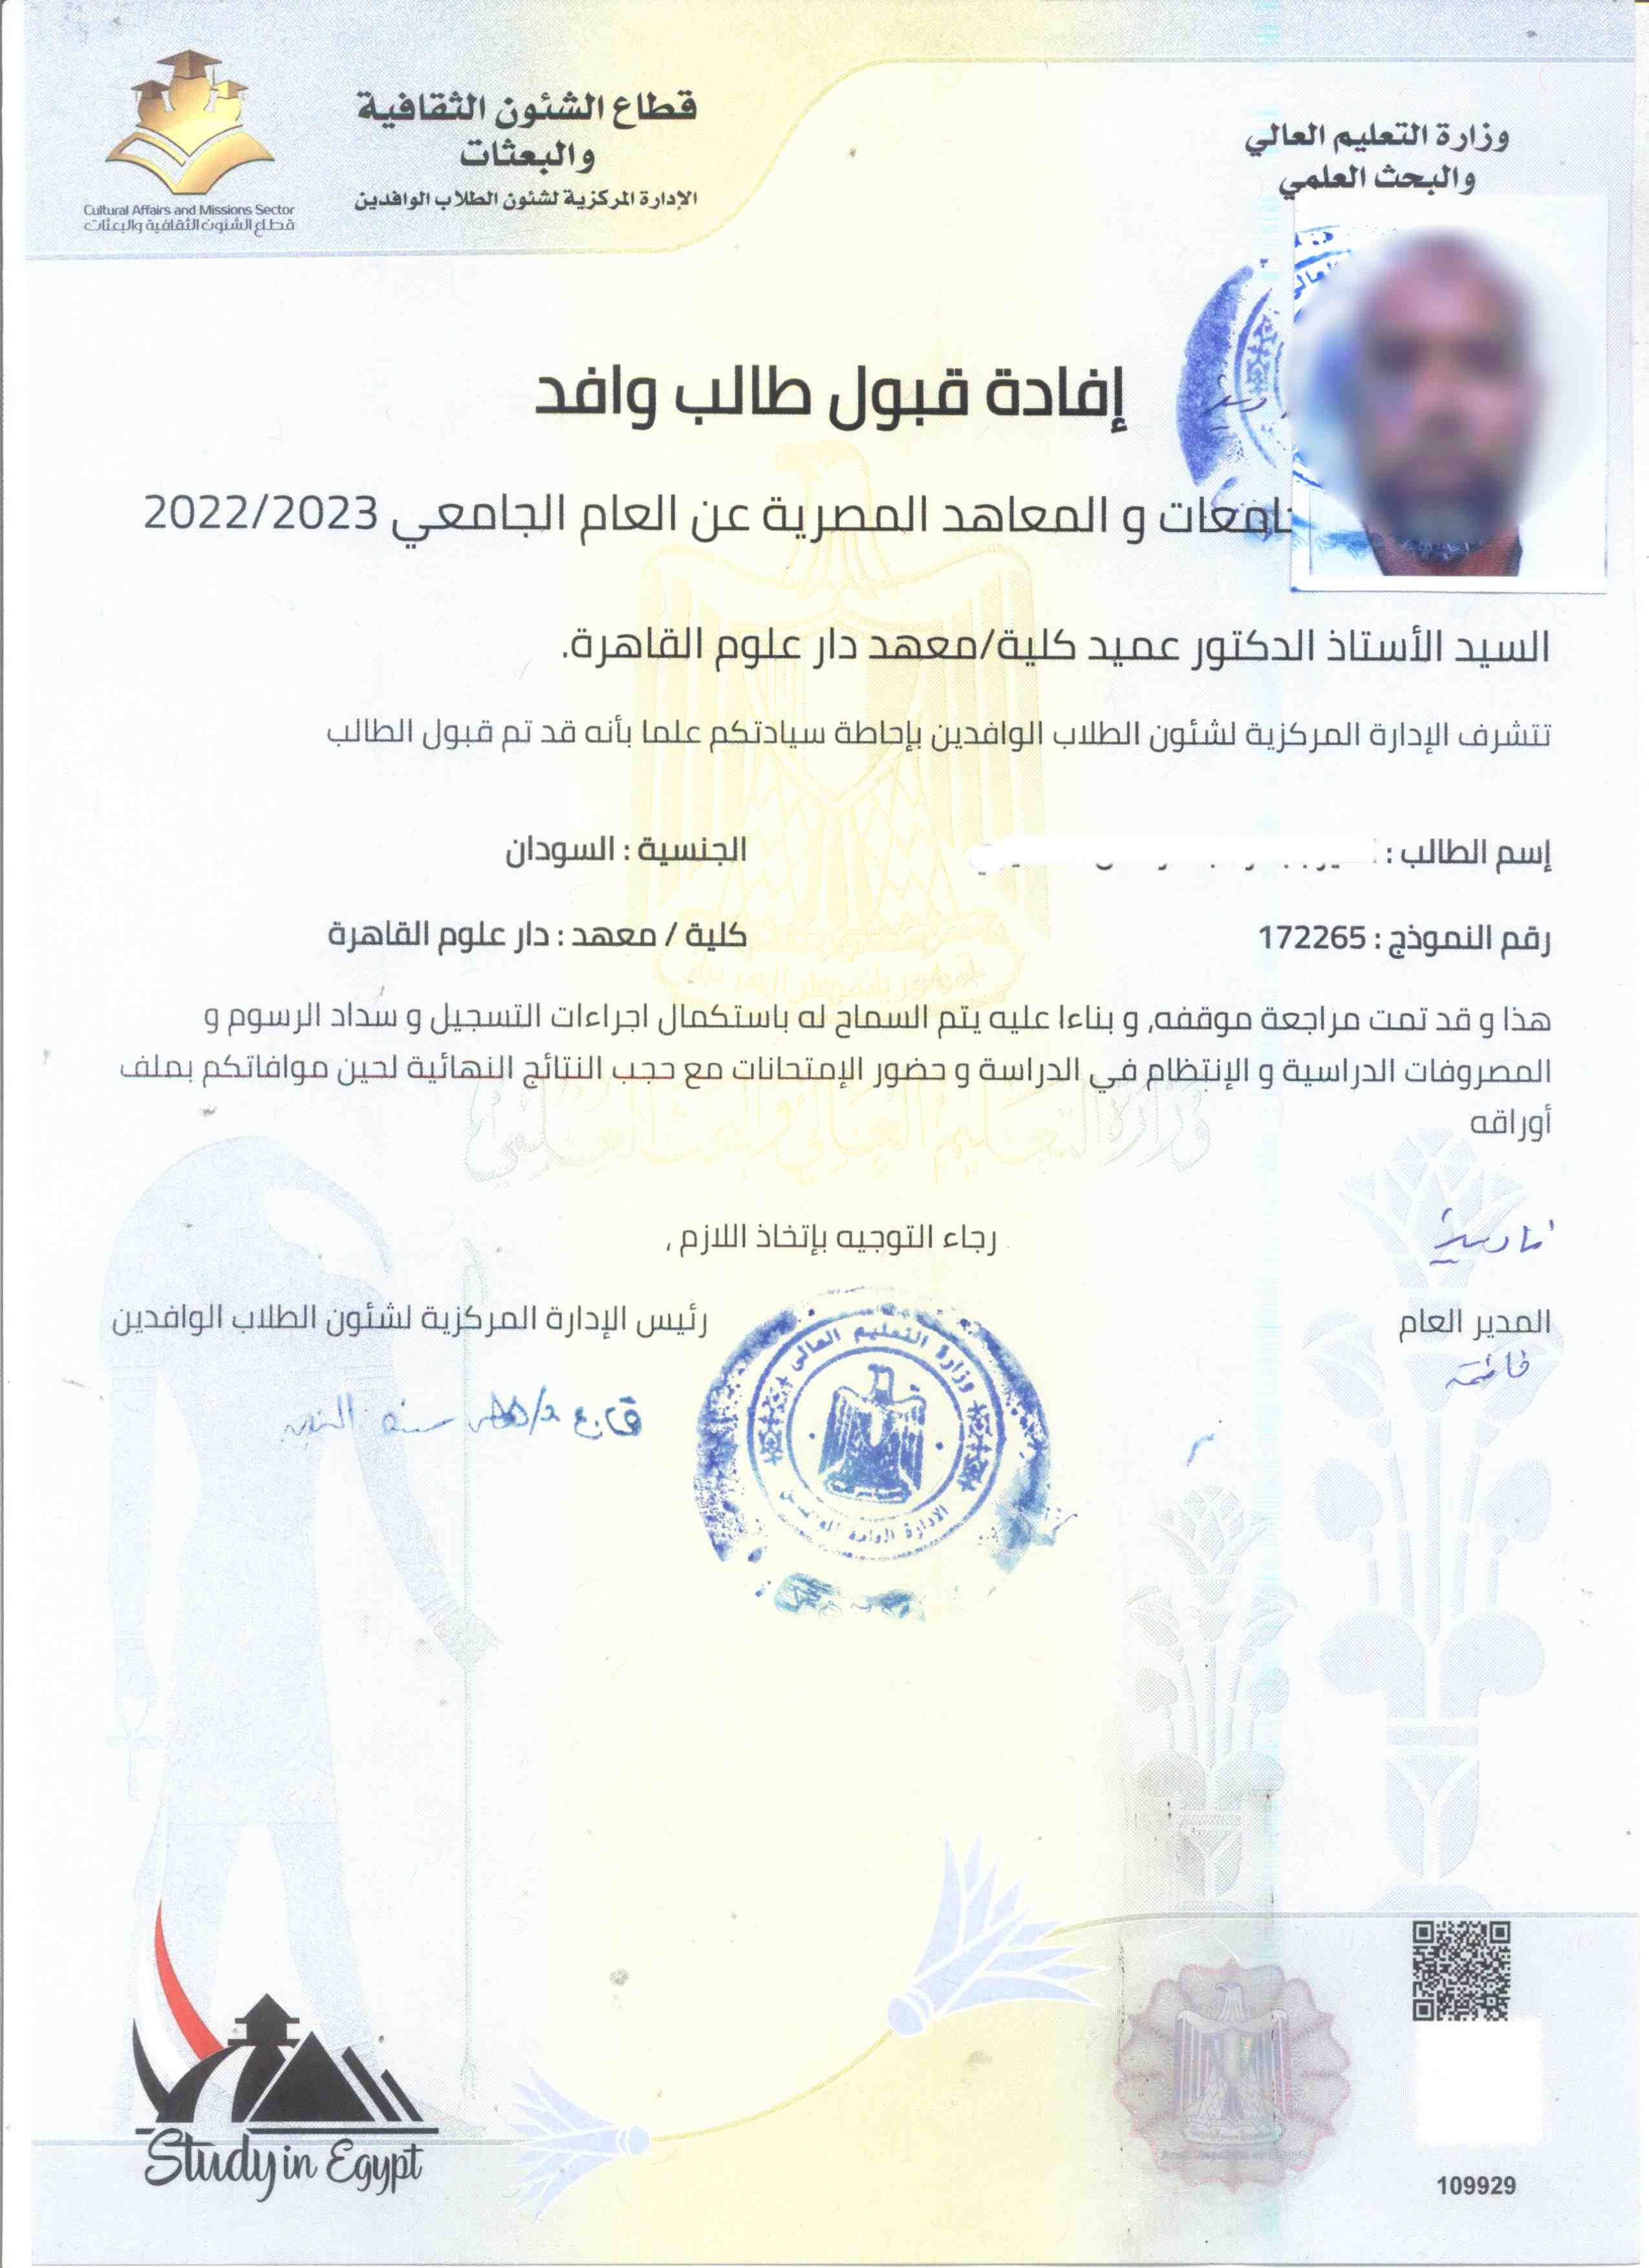 وزارة التعليم العالي
والبحث العلمي
قطاع الشئون الثقافية
والبعثات
الإدارة المركزية لشئون الطلاب الوافدين
Cultural Affairs and Missions Sector
قطاع الشئون الثقافية والبعثات
إفادة قبول طالب وافد
و المعاهد المصرية عن العام الجامعي 2022/2023
السيد الأستاذ الدكتور عميد كلية/معهد دار علوم القاهرة.
تتشرف الإدارة المركزية لشئون الطلاب الوافدين بإحاطة سيادتكم علما بأنه قد تم قبول الطالب
إسم الطالب :
الجنسية : السودان
رقم النموذج : 172265
كلية / معهد : دار علوم القاهرة
هذا و قد تمت مراجعة موقفه, و بناءا عليه يتم السماح له باستكمال اجراءات التسجيل و سداد الرسوم و
المصروفات الدراسية و الإنتظام في الدراسة و حضور الإمتحانات مع حجب النتائج النهائية لحين موافاتكم بملف
أوراقه
وزارة التعليم العالي والبحث العلمي
رجاء التوجيه بإتخاذ اللازم ،
المدير العام
رئيس الإدارة المركزية لشئون الطلاب الوافدين
وزارة التعليم العالى
Study in Egypt
109929